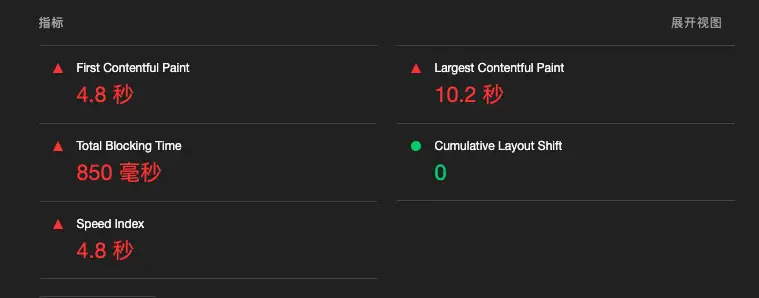 指标
展开视图
First Contentful Paint
4.8 秒
Largest Contentful Paint
10.2 秒
Total Blocking Time
850 毫秒
Cumulative Layout Shift
0
Speed Index
4.8 秒